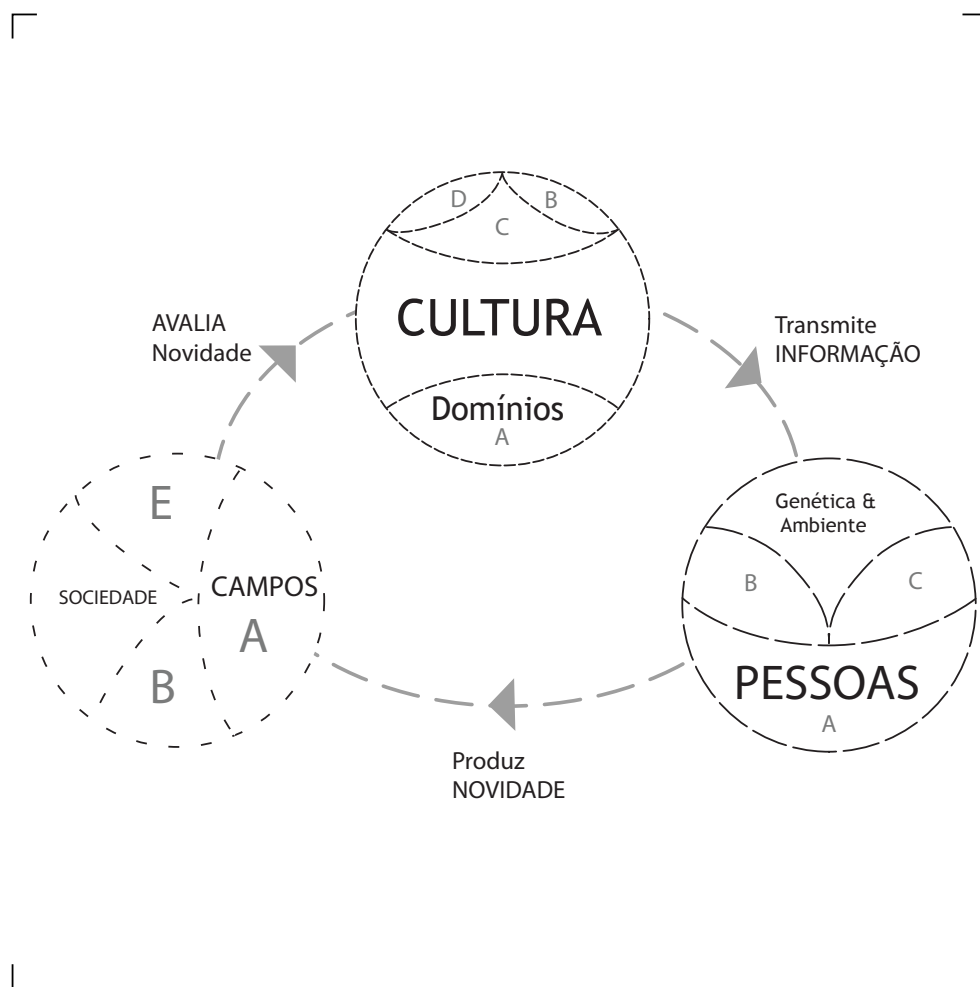 D
B
C
CULTURA
Domínios
A
AVALIA
Novidade
Transmite
INFORMAÇÃO
E
SOCIEDADE
CAMPOS
A
B
Genética &
Ambiente
B
C
PESSOAS
A
Produz
NOVIDADE